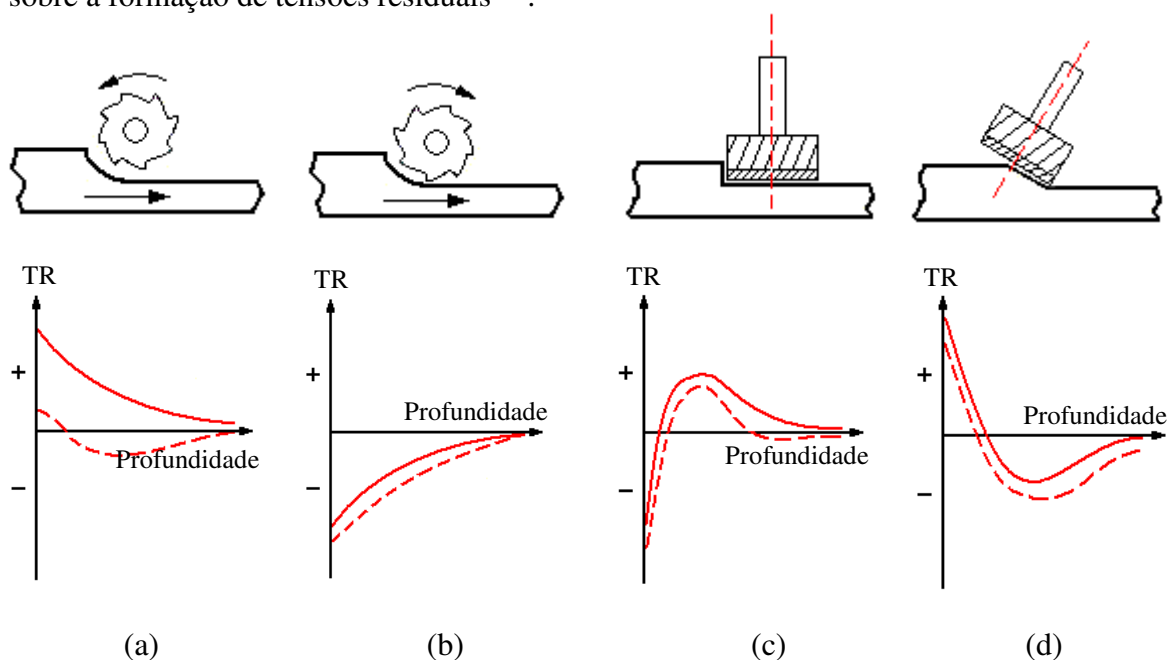 sobre a formação de tensões residuais
TR
TR
TR
TR
+
+
+
+
Profundidade
Profundidade
Profundidade
Profundidade
−
−
−
−
(a)
(b)
(c)
(d)